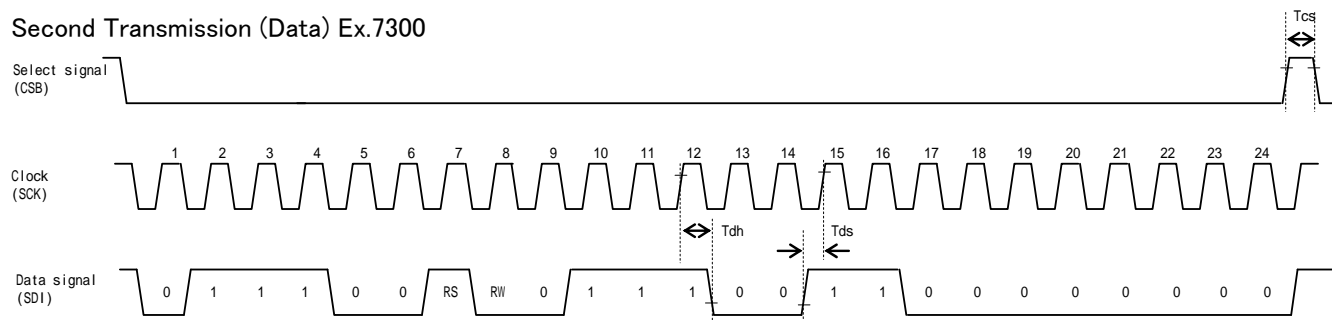 Second Transmission (Data) Ex.7300
Tcs
Select signal
(CSB)
1 2 3 4 5 6 7 8 9 10 11 12 13 14 15 16 17 18 19 20 21 22 23 24
Clock
(SCK)
Tdh Tds
Data signal
(SDI)
0 1 1 1 0 0 RS RW 0 1 1 1 0 0 1 1 0 0 0 0 0 0 0 0